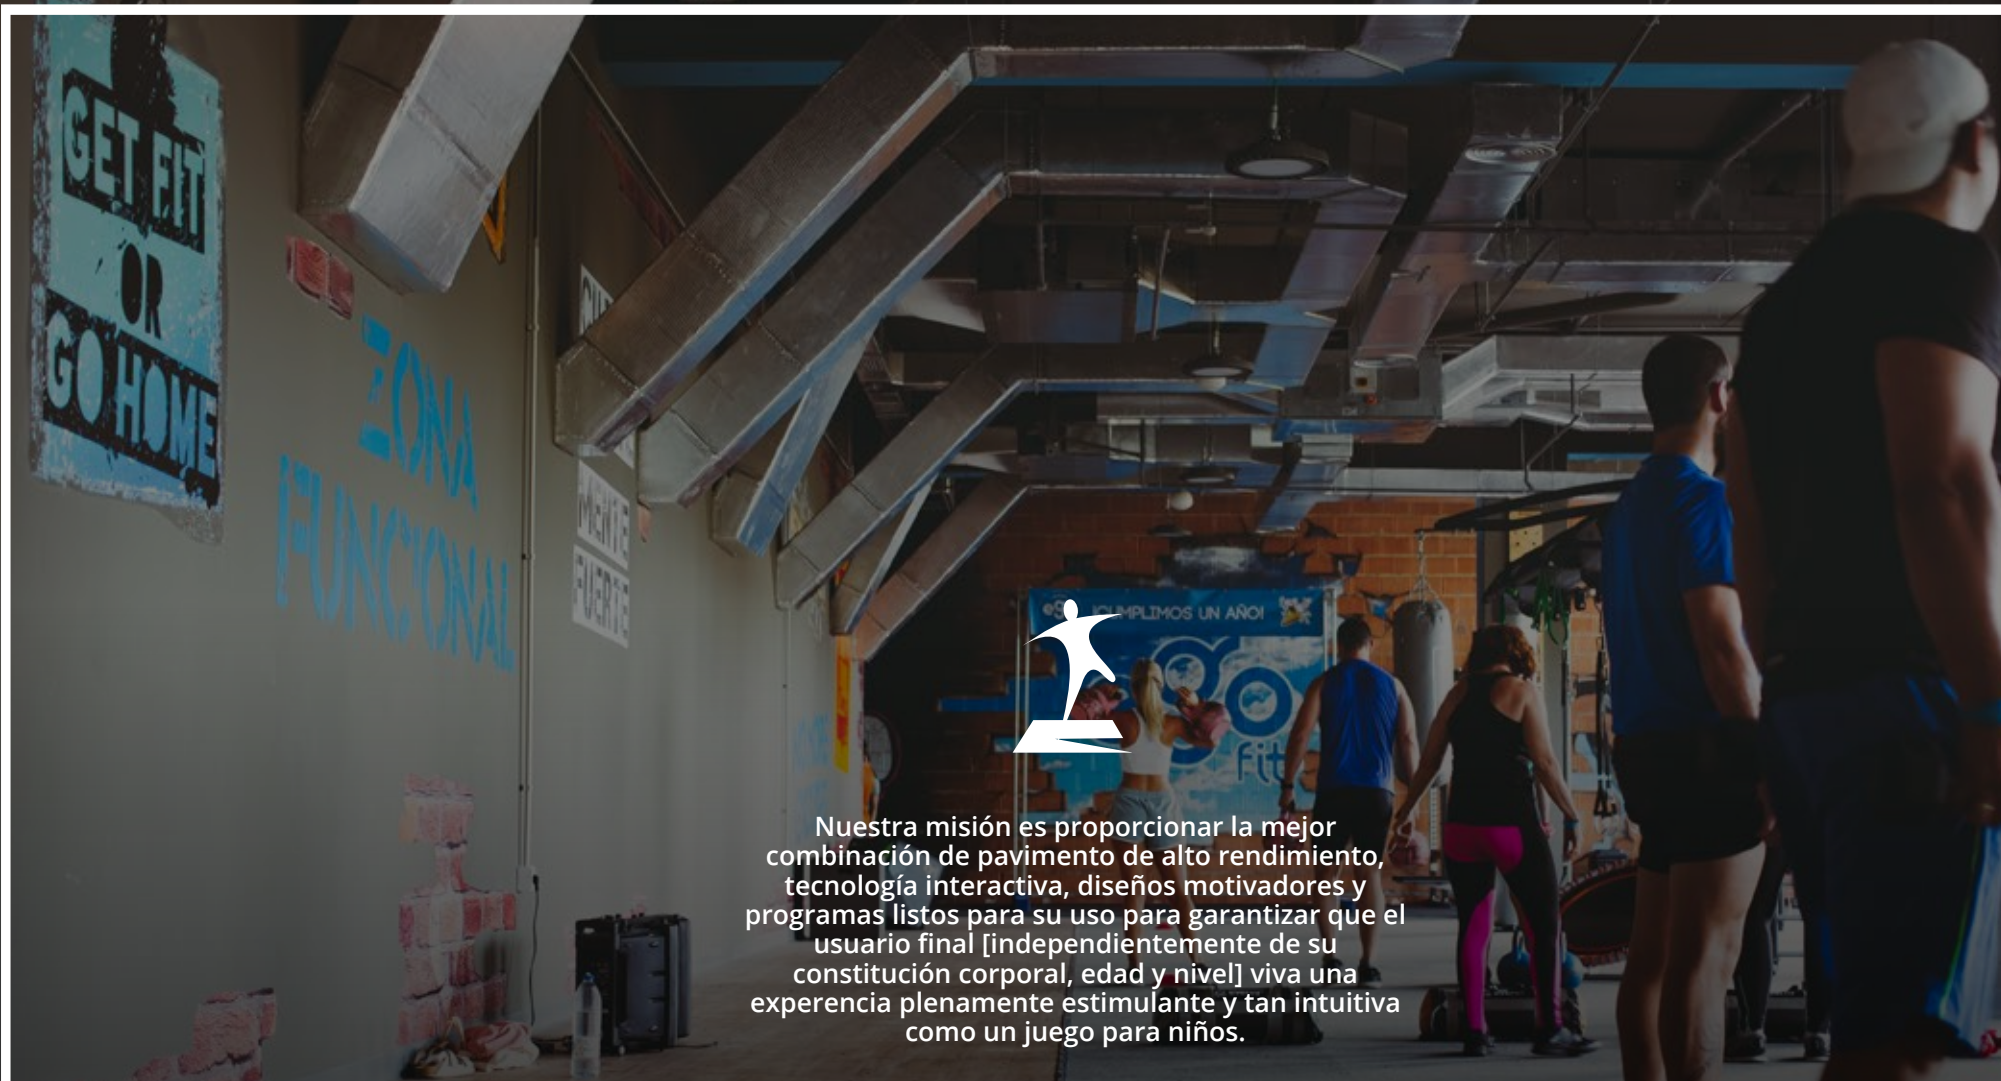 GET FIT
OR
GO HOME
ZONA
FUNCIONAL
MENTE
FUERTE
¡CUMPLIMOS UN AÑO!
go
fit
Nuestra misión es proporcionar la mejor
combinación de pavimento de alto rendimiento,
tecnología interactiva, diseños motivadores y
programas listos para su uso para garantizar que el
usuario final [independientemente de su
constitución corporal, edad y nivel] viva una
experencia plenamente estimulante y tan intuitiva
como un juego para niños.